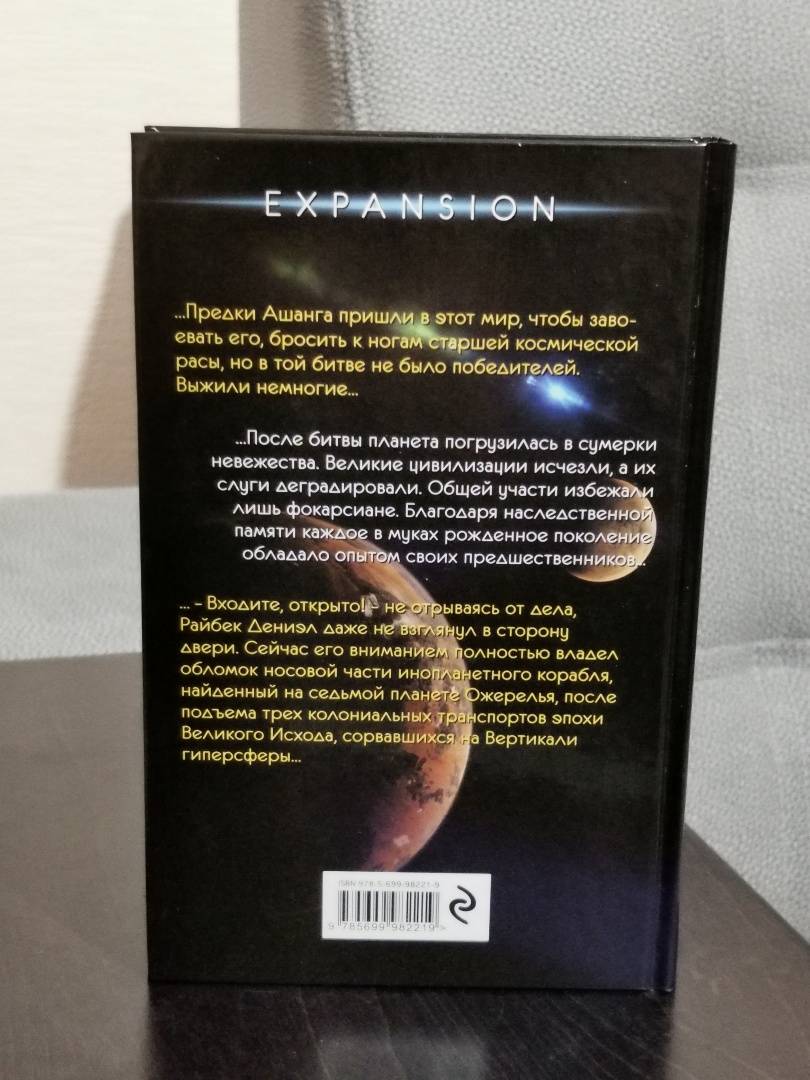 EXPANSION
...Предки Ашанга пришли в этот мир, чтобы заво-
евать его, бросить к ногам старшей космической
расы, но в той битве не было победителей.
Выжили немногие...
...После битвы планета погрузилась в сумерки
невежества. Великие цивилизации исчезли, а их
слуги деградировали. Общей участи избежали
лишь фокарсиане. Благодаря наследственной
памяти каждое в муках рожденное поколение
обладало опытом своих предшественников...
... – Входите, открыто! – не отрываясь от дела,
Райбек Дениэл даже не взглянул в сторону
двери. Сейчас его вниманием полностью владел
обломок носовой части инопланетного корабля,
найденный на седьмой планете Ожерелья, после
подъема трех колониальных транспортов эпохи
Великого Исхода, сорвавшихся на Вертикали
гиперсферы...
ISBN 978-5-699-98221-9
9 785699 982219 >